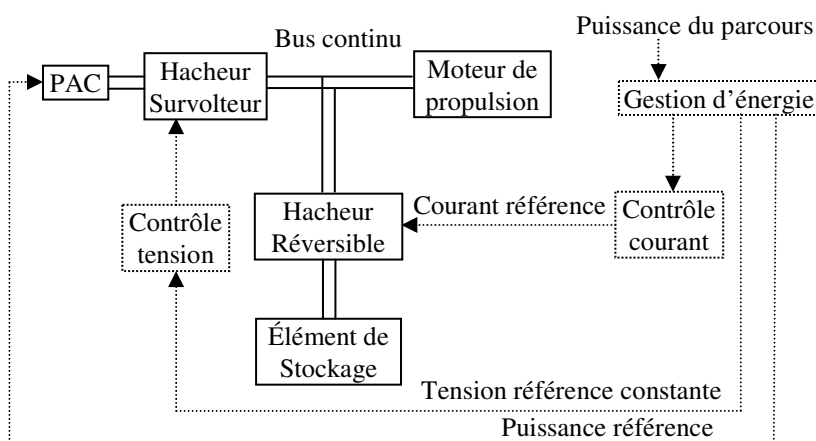 Puissance du parcours
Bus continu
PAC
Hacheur
Survolteur
Moteur de
propulsion
Gestion d’énergie
Contrôle
tension
Hacheur
Réversible
Courant référence
Contrôle
courant
Élément de
Stockage
Tension référence constante
Puissance référence